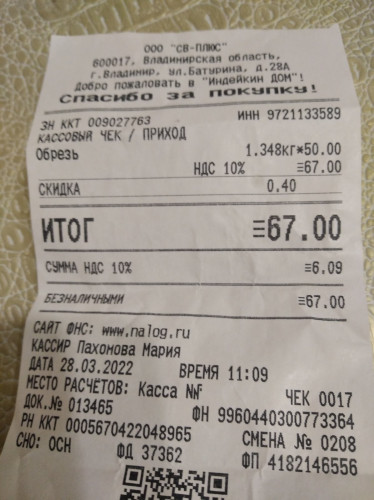 ООО "СВ-ПЛЮС"
600017, Владимирская область,
г.Владимир, ул.Батурина, д.28А
Добро пожаловать в "Индейкин ДОМ"!
Спасибо за покупку!
ЗН ККТ 009027763 ИНН 9721133589
КАССОВЫЙ ЧЕК / ПРИХОД
Обрезь 1.348кг*50.00
НДС 10% ≡67.00
СКИДКА 0.40
ИТОГ ≡67.00
СУММА НДС 10% ≡6.09
БЕЗНАЛИЧНЫМИ ≡67.00
САЙТ ФНС: www.nalog.ru
КАССИР Пахомова Мария
ДАТА 28.03.2022 ВРЕМЯ 11:09
МЕСТО РАСЧЁТОВ: Касса №№ ЧЕК 0017
ДОК.№ 013465 ФН 9960440300773364
РН ККТ 0005670422048965 СМЕНА № 0208
СНО: ОСН ФД 37362 ФП 4182146556